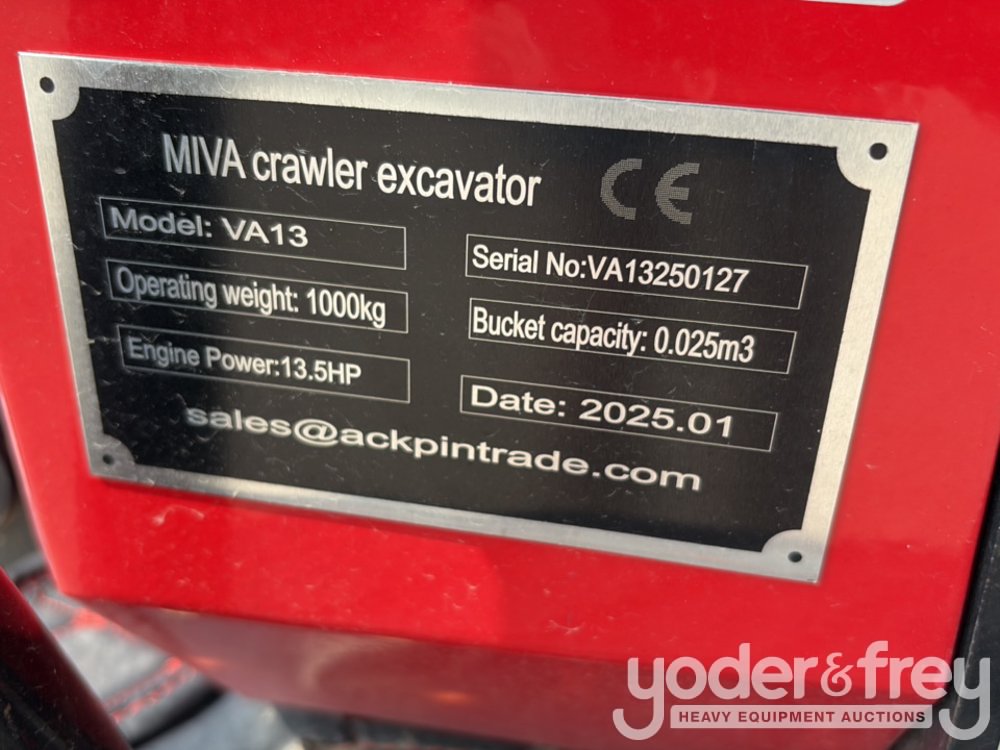 MIVA crawler excavator CE
Model: VA13
Serial No:VA13250127
Operating weight: 1000kg
Bucket capacity: 0.025m3
Engine Power:13.5HP
Date: 2025.01
sales@ackpintrade.com
yoder&frey
HEAVY EQUIPMENT AUCTIONS